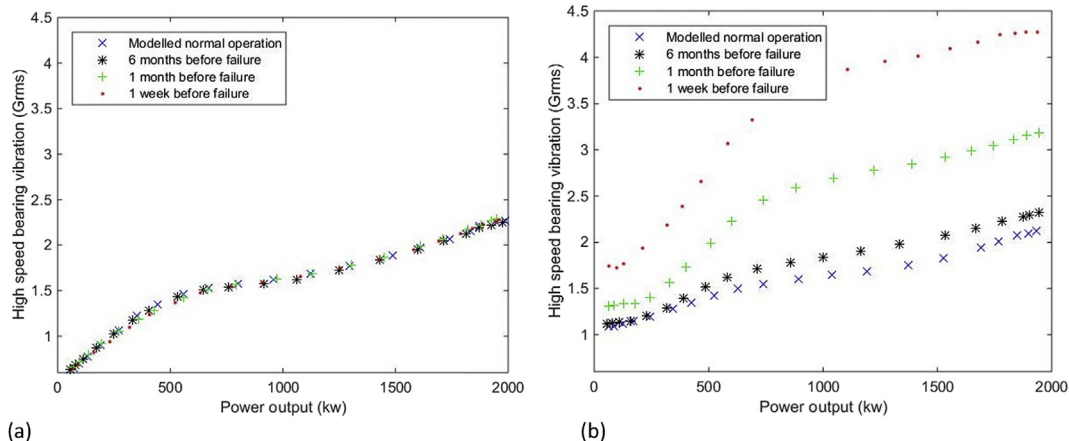 4.5
4
3.5
3
2.5
2
1.5
1
High speed bearing vibration (Grms)
Modelled normal operation
6 months before failure
1 month before failure
1 week before failure
0
500
1000
1500
2000
Power output (kw)
(a)
4.5
4
3.5
3
2.5
2
1.5
1
High speed bearing vibration (Grms)
Modelled normal operation
6 months before failure
1 month before failure
1 week before failure
0
500
1000
1500
2000
Power output (kw)
(b)